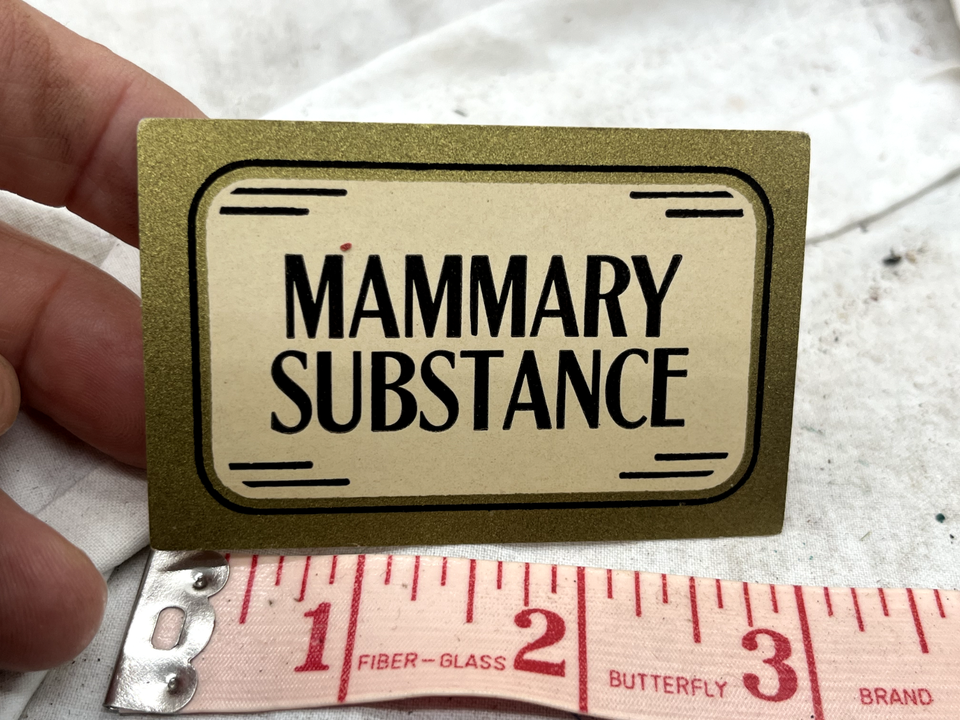 MAMMARY
SUBSTANCE
1 2 3
FIBER-GLASS BUTTERFLY BRAND